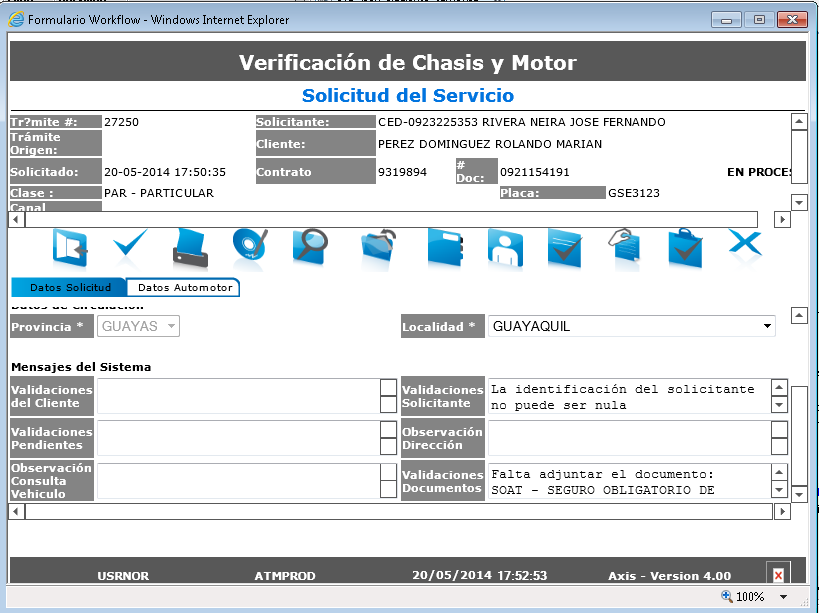 Formulario Workflow - Windows Internet Explorer
Verificación de Chasis y Motor
Solicitud del Servicio
Tr?mite #: 27250 Solicitante: CED-0923225353 RIVERA NEIRA JOSE FERNANDO
Trámite Origen: Cliente: PEREZ DOMINGUEZ ROLANDO MARIAN
Solicitado: 20-05-2014 17:50:35 Contrato 9319894 # Doc: 0921154191 EN PROCES
Clase : PAR - PARTICULAR Placa: GSE3123
Canal
Datos Solicitud Datos Automotor
Datos de Circulación
Provincia * GUAYAS Localidad * GUAYAQUIL
Mensajes del Sistema
Validaciones del Cliente
Validaciones Solicitante
La identificación del solicitante
no puede ser nula
Validaciones Pendientes
Observación Dirección
Observación Consulta Vehiculo
Validaciones Documentos
Falta adjuntar el documento:
SOAT - SEGURO OBLIGATORIO DE
USRNOR ATMPROD 20/05/2014 17:52:53 Axis - Version 4.00
100%